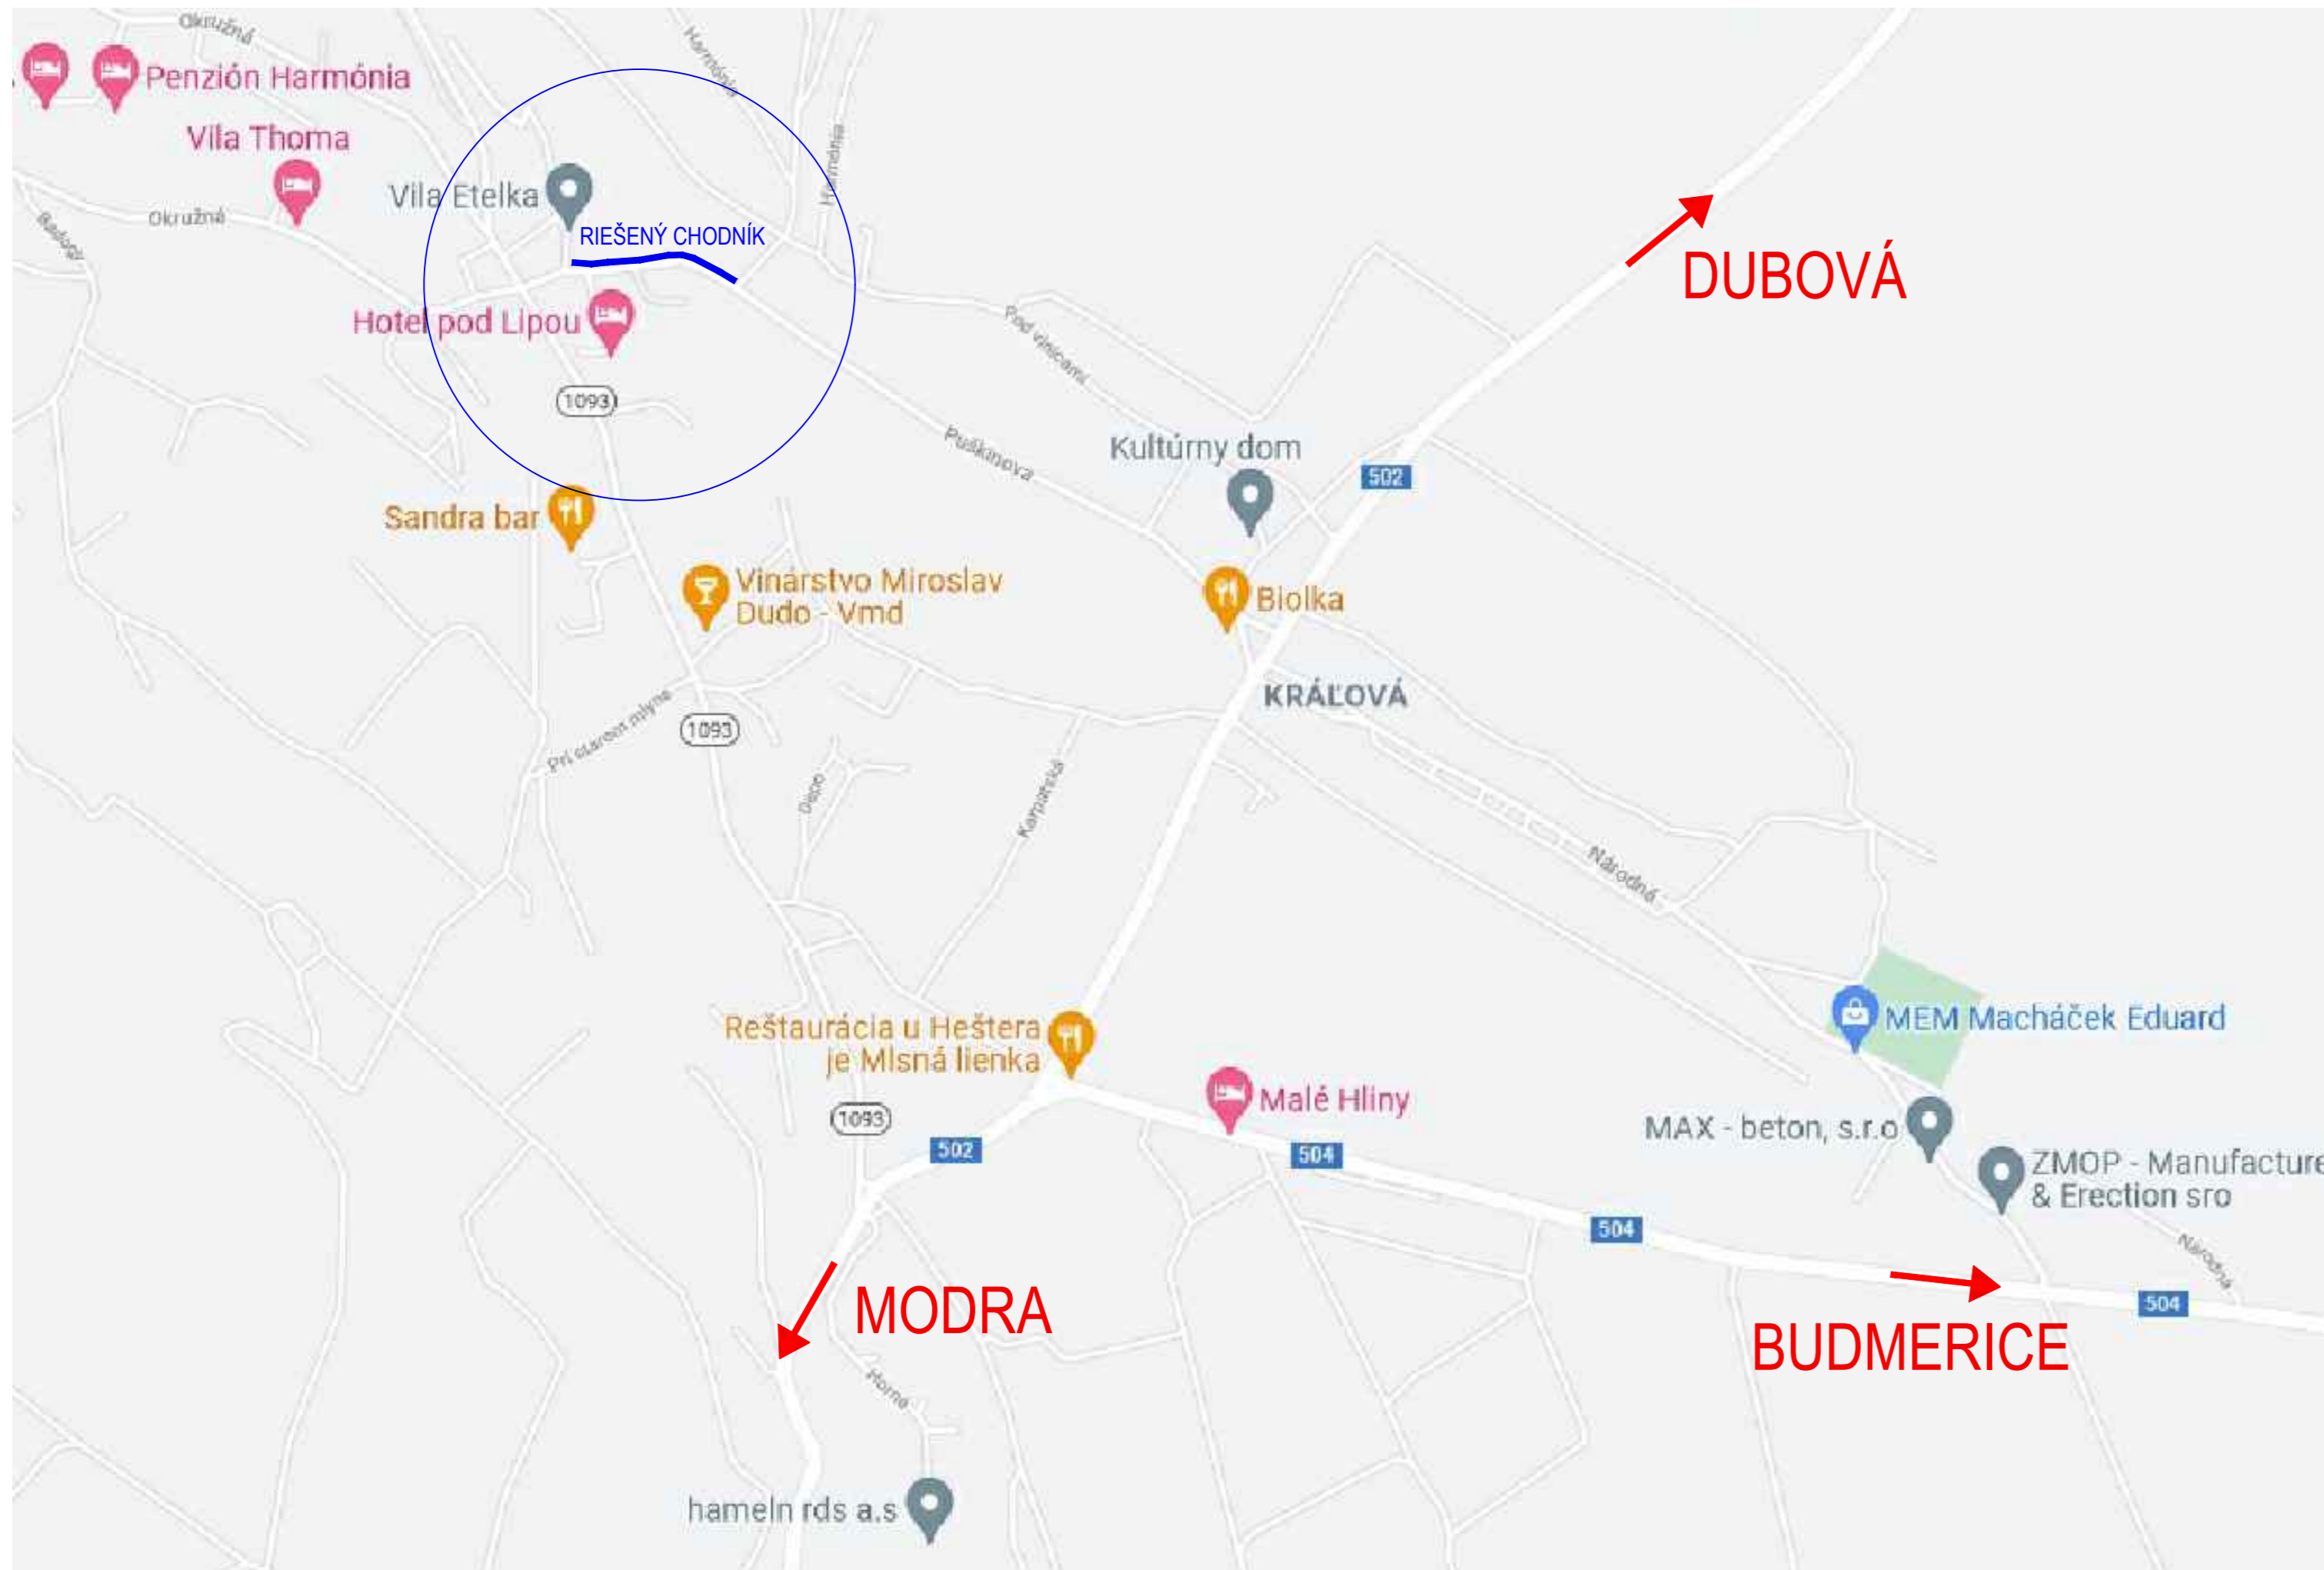 Okružná
Harmónia
Penzión Harmónia
Vila Thoma
Harmónia
Vila Etelka
Okružná
RIEŠENÝ CHODNÍK
DUBOVÁ
Hotel pod Lipou
Pod vinicami
1093
Puškinova
Kultúrny dom
502
Sandra bar
Vinárstvo Miroslav
Dudo - Vmd
Biolka
KRÁĽOVÁ
Pri starom mlyne
1093
Karpatská
Národná
Reštaurácia u Heštera
je Mlsná lienka
MEM Macháček Eduard
Malé Hliny
1093
MAX - beton, s.r.o
502
504
ZMOP - Manufacture
& Erection sro
504
Národná
MODRA
504
BUDMERICE
Horná
hameln rds a.s